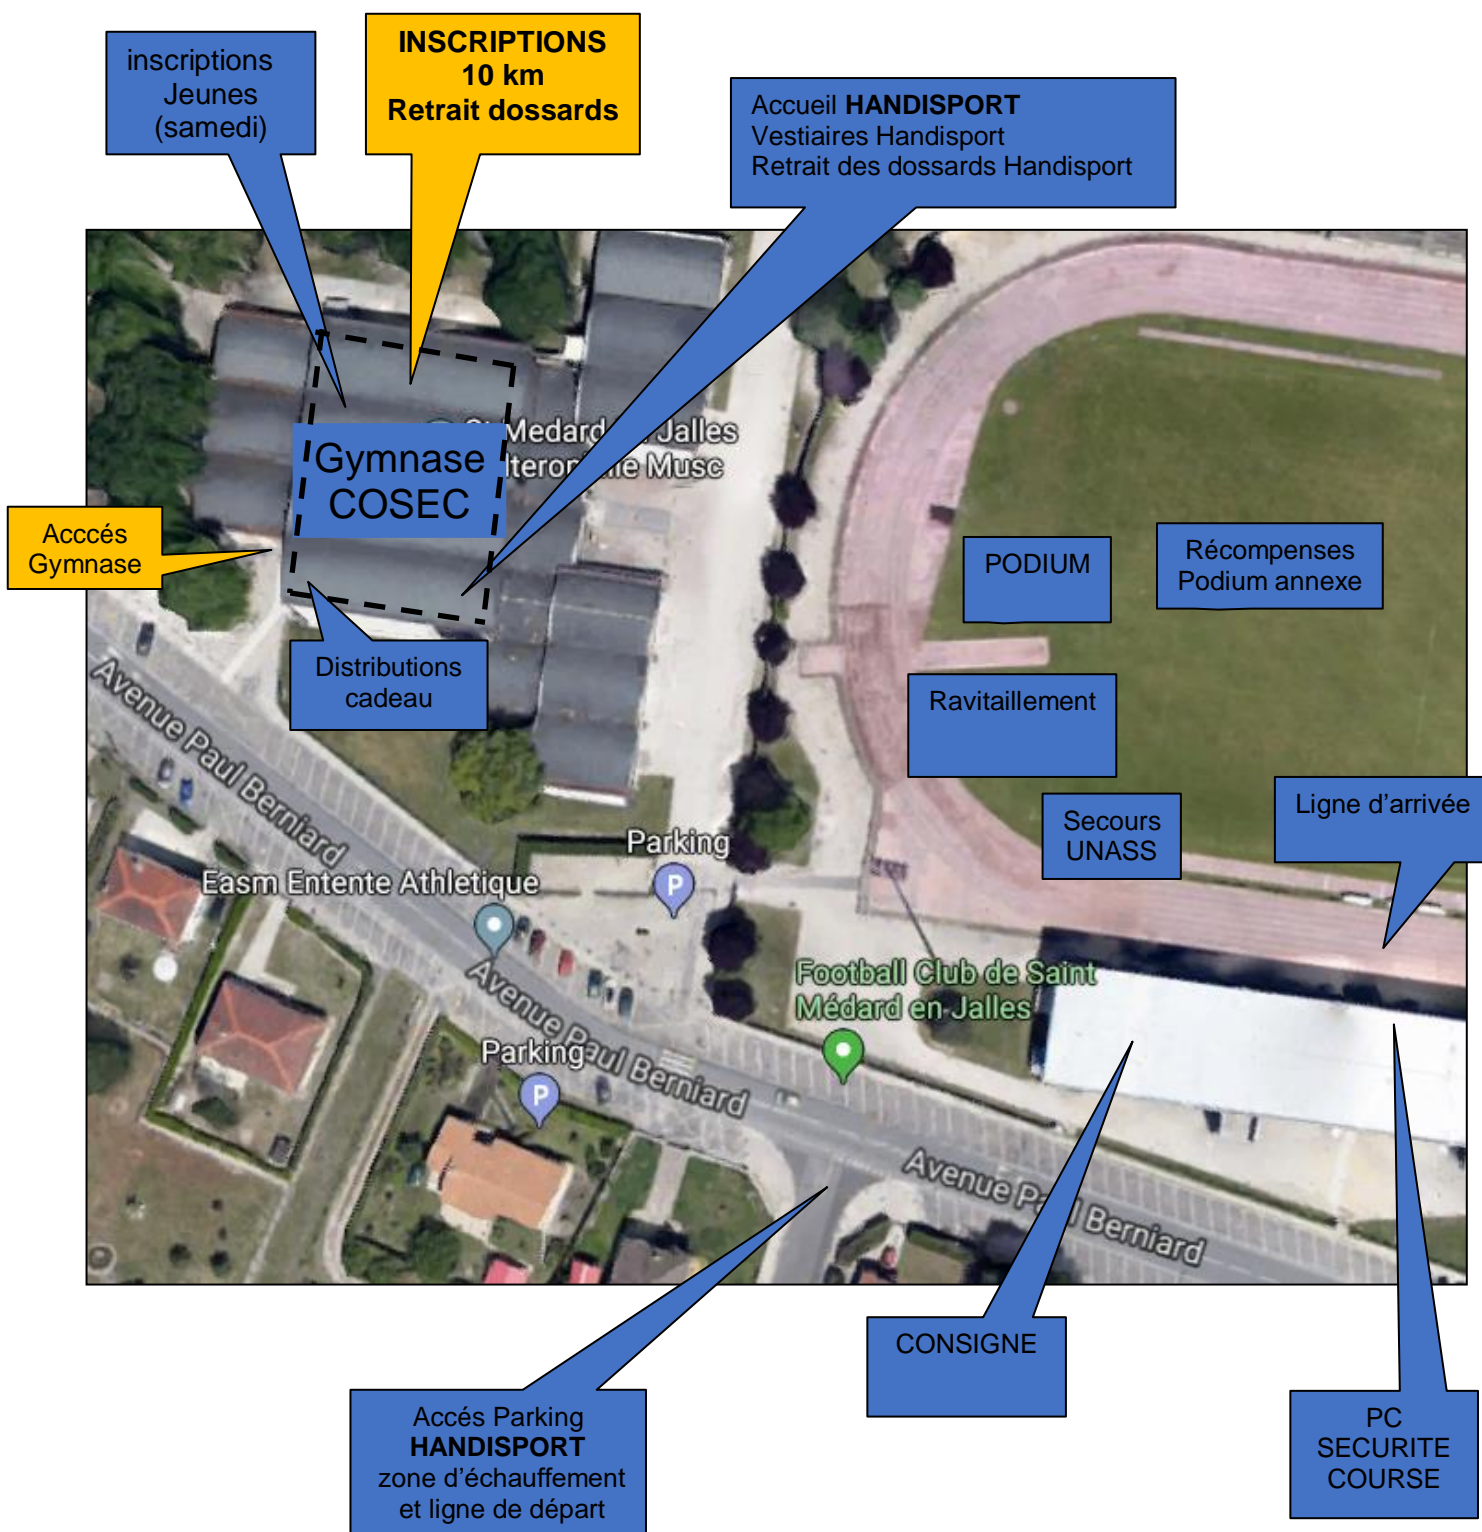 inscriptions
Jeunes
(samedi)
INSCRIPTIONS
10 km
Retrait dossards
Accueil HANDISPORT
Vestiaires Handisport
Retrait des dossards Handisport
Medard Jalles
Musc
Gymnase
COSEC
Acccés
Gymnase
Distributions
cadeau
PODIUM
Récompenses
Podium annexe
Ravitaillement
Secours
UNASS
Ligne d’arrivée
Avenue Paul Berniard
Parking
P
Easm Entente Athletique
Avenue Paul Berniard
Football Club de Saint
Médard en Jalles
Parking
P
Avenue Paul Berniard
CONSIGNE
Accés Parking
HANDISPORT
zone d’échauffement
et ligne de départ
PC
SECURITE
COURSE